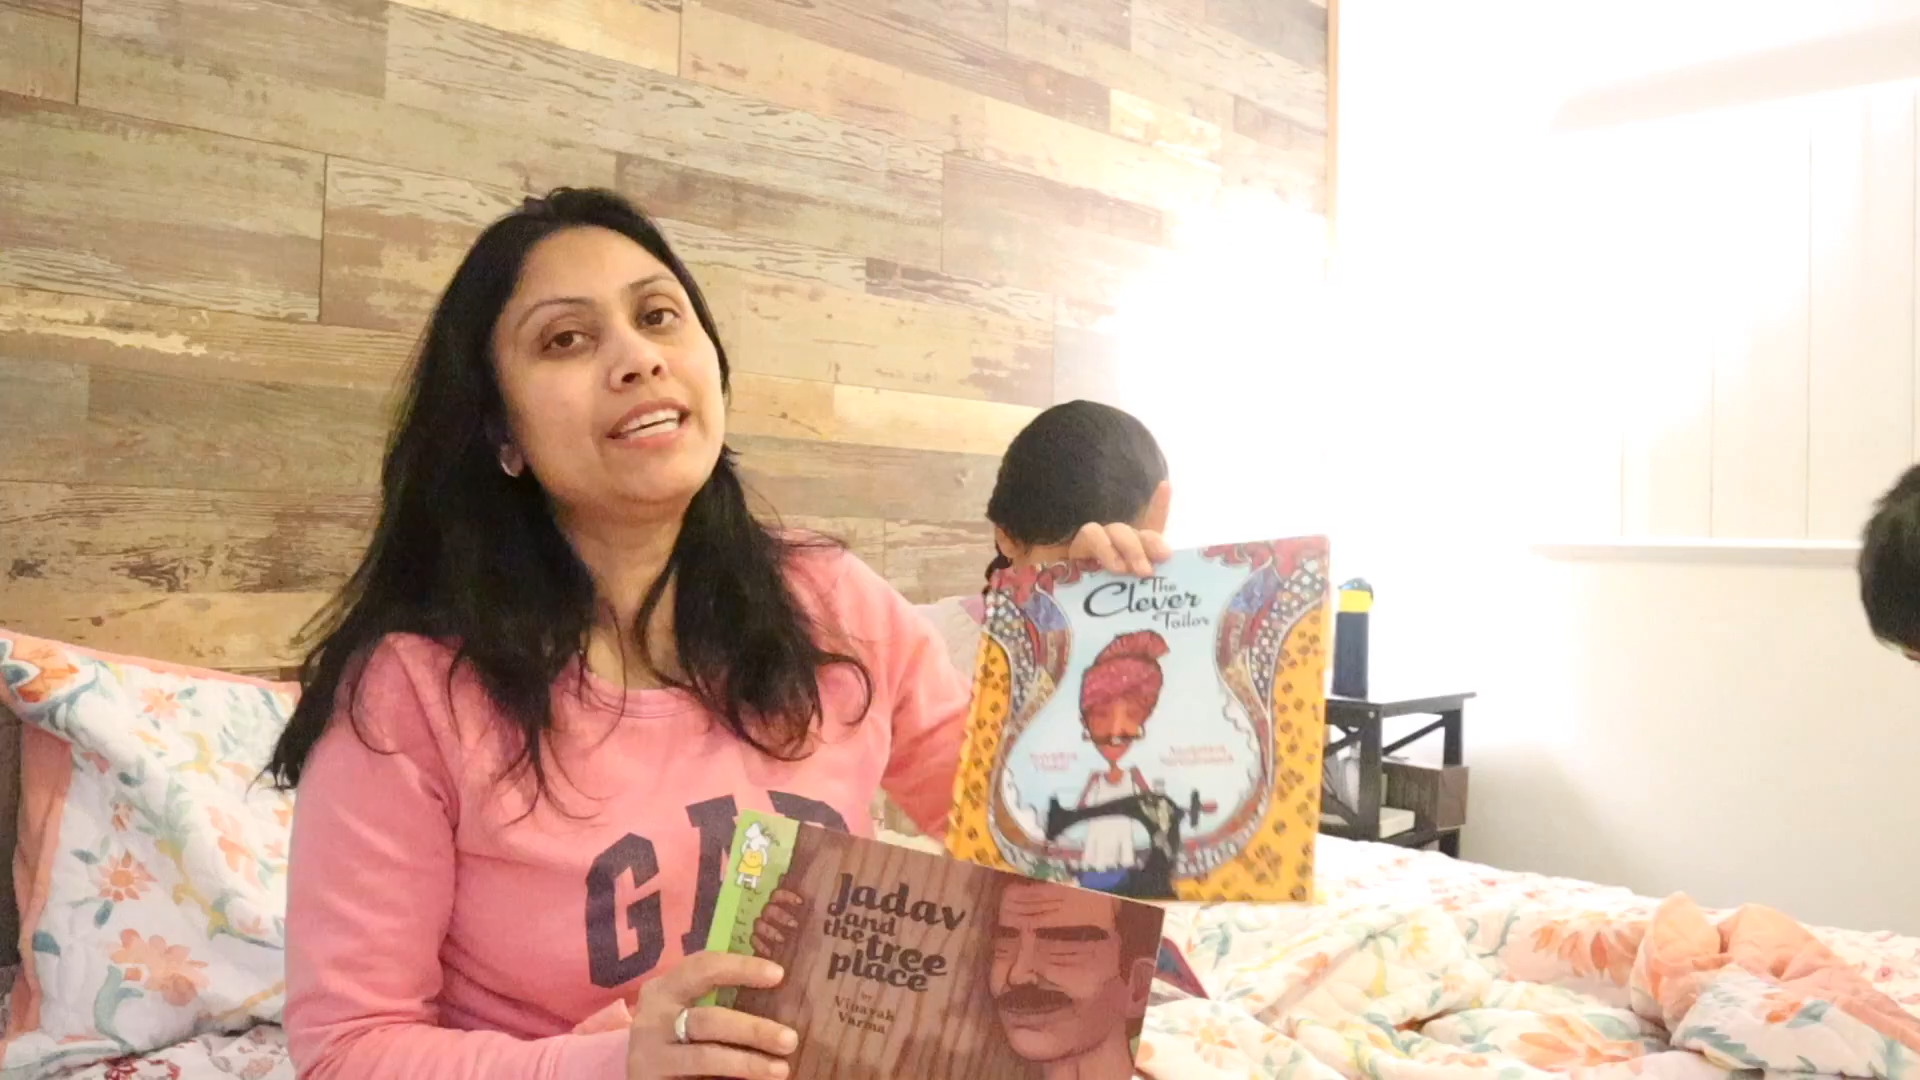 The
Clever
Tailor
GAP
Jadav
and
the tree
place
by
Vinayak
Varma